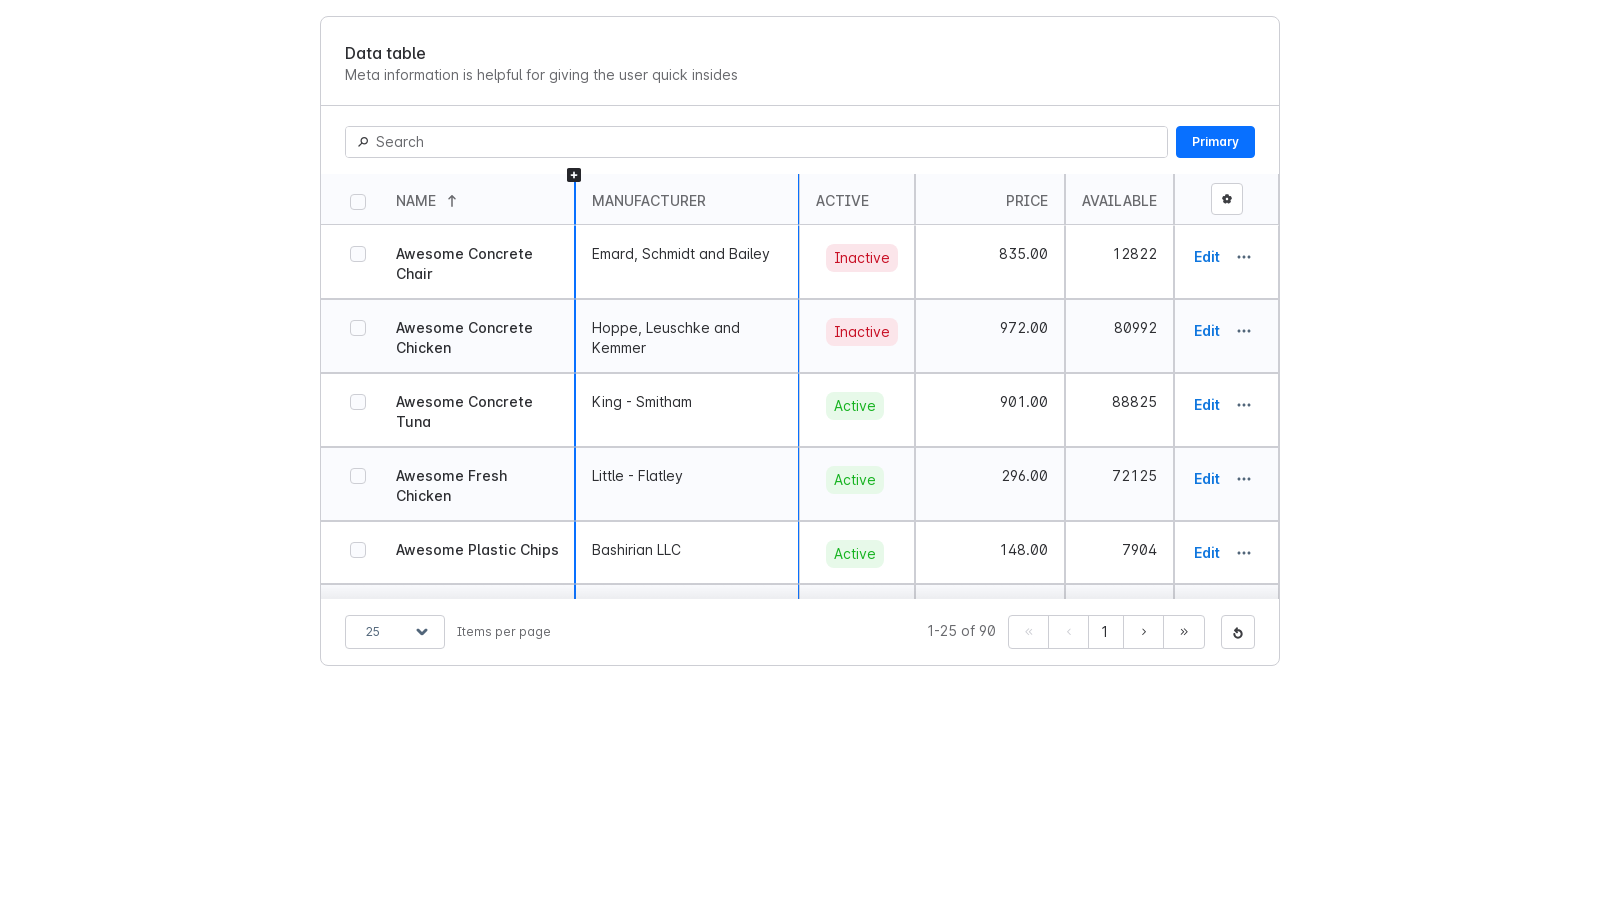 Data table
Meta information is helpful for giving the user quick insides
Search
Primary
NAME MANUFACTURER ACTIVE PRICE AVAILABLE
Awesome Concrete Chair Emard, Schmidt and Bailey Inactive 835.00 12822 Edit
Awesome Concrete Chicken Hoppe, Leuschke and Kemmer Inactive 972.00 80992 Edit
Awesome Concrete Tuna King - Smitham Active 901.00 88825 Edit
Awesome Fresh Chicken Little - Flatley Active 296.00 72125 Edit
Awesome Plastic Chips Bashirian LLC Active 148.00 7904 Edit
25 Items per page 1-25 of 90 « ‹ 1 › »